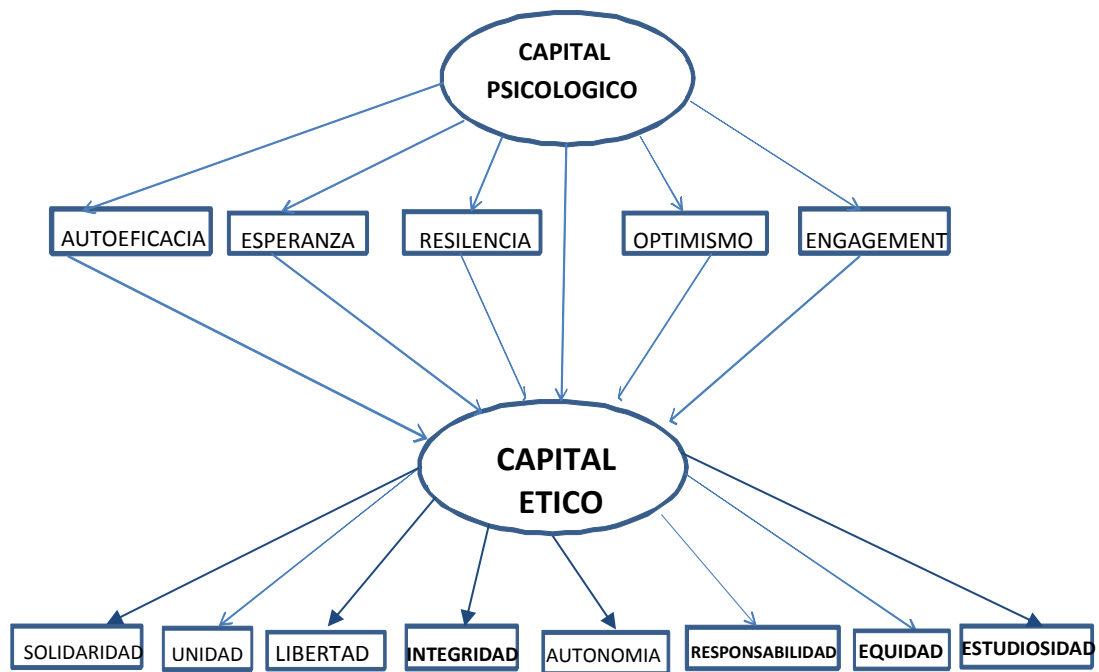 CAPITAL
PSICOLOGICO
AUTOEFICACIA
ESPERANZA
RESILENCIA
OPTIMISMO
ENGAGEMENT
CAPITAL
ETICO
SOLIDARIDAD
UNIDAD
LIBERTAD
INTEGRIDAD
AUTONOMIA
RESPONSABILIDAD
EQUIDAD
ESTUDIOSIDAD